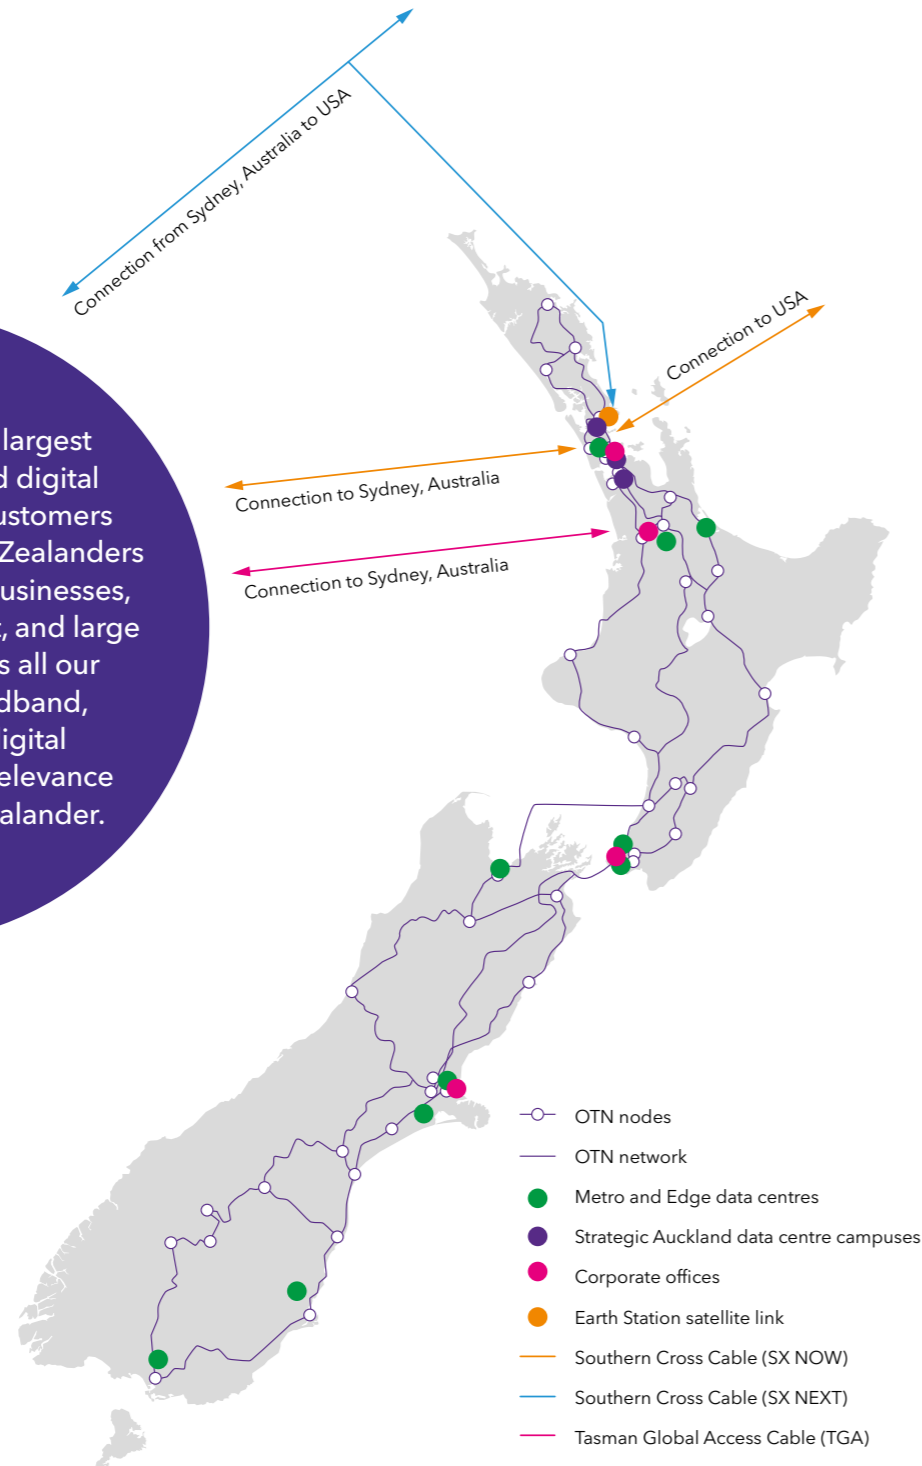 Connection from Sydney, Australia to USA
Connection to USA
largest
d digital
ustomers
Zealanders
usinesses,
t, and large
s all our
dband,
igital
elevance
alander.
Connection to Sydney, Australia
Connection to Sydney, Australia
OTN nodes
OTN network
Metro and Edge data centres
Strategic Auckland data centre campuses
Corporate offices
Earth Station satellite link
Southern Cross Cable (SX NOW)
Southern Cross Cable (SX NEXT)
Tasman Global Access Cable (TGA)